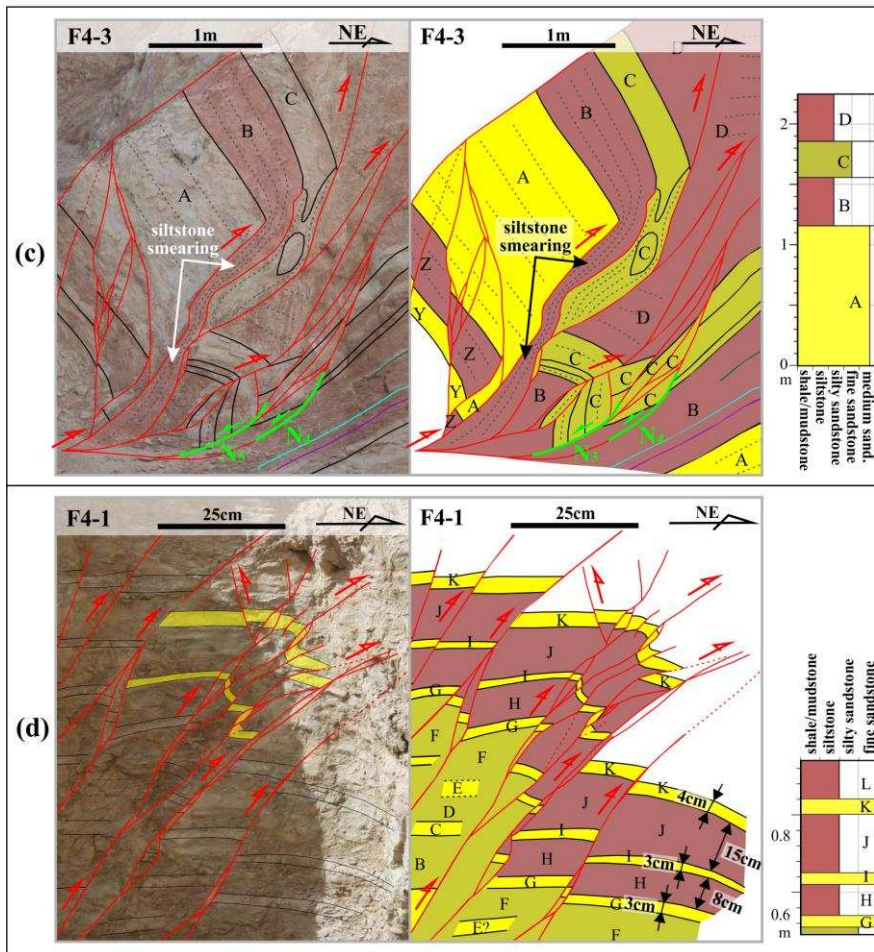 (c)
F4-3
1m
NE
A
B
C
siltstone
smearing
N₃
N₄
F4-3
1m
NE
D
A
B
C
D
siltstone
smearing
C
Z
Y
Z
D
Y
A
Z
C
B
C
C
C
C
C
C
B
A
N₃
N₄
2
1
0
m
D
C
B
A
shale/mudstone
siltstone
silty sandstone
fine sandstone
medium sand.
(d)
F4-1
25cm
NE
F4-1
25cm
NE
K
J
K
I
J
I
K
G
H
G
F
F
E
D
C
B
K
K
J
4cm
J
I
15cm
I
3cm
H
H
8cm
G
G
3cm
F
E?
F
shale/mudstone
siltstone
silty sandstone
fine sandstone
0.8
0.6
m
L
K
J
I
H
G